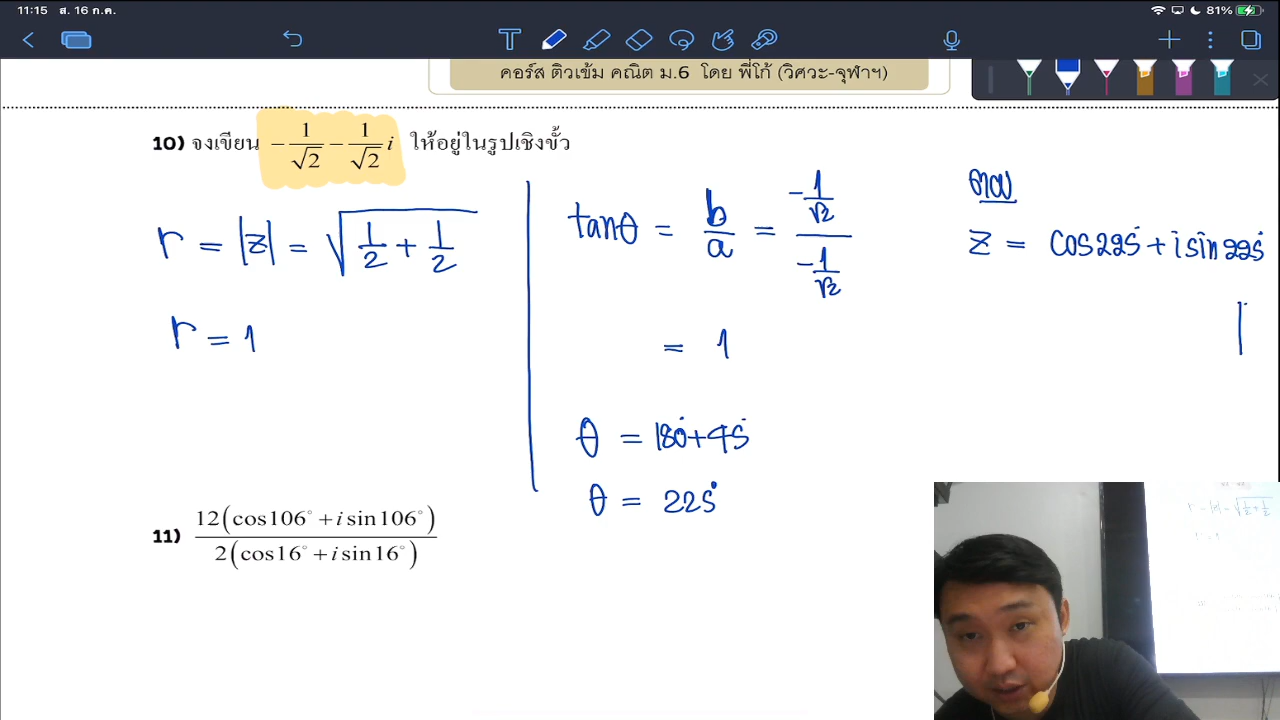 11:15 ส. 16 ก.ค.
81%
คอร์ส ติวเข้ม คณิต ม.6 โดย พี่โก้ (วิศวะ-จุฬาฯ)
10) จงเขียน -1/√2 - 1/√2 i ให้อยู่ในรูปเชิงขั้ว
r = |z| = √(1/2 + 1/2)
r = 1
tanθ = b/a = (-1/√2)/(-1/√2)
= 1
θ = 180° + 45°
θ = 225°
ตอบ
z = cos225° + i sin225°
11) 12(cos106° + i sin106°)/2(cos16° + i sin16°)